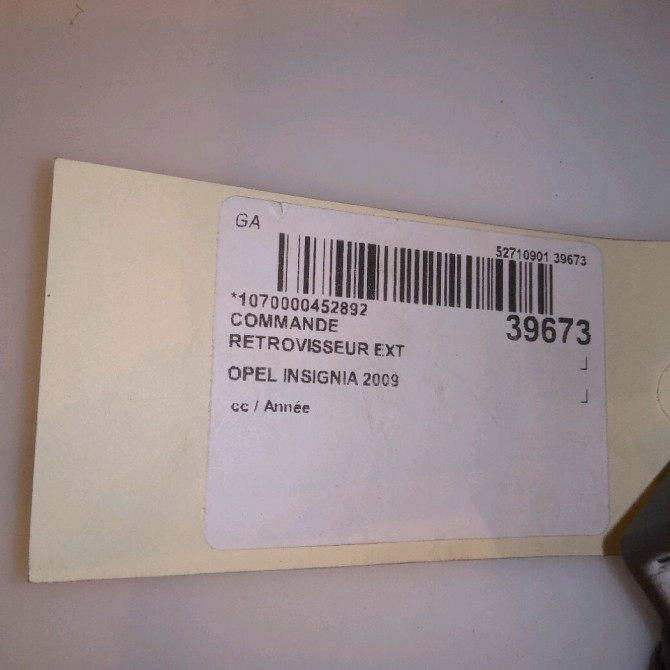 GA
52710901 39673
*1070000452892
39673
COMMANDE
RETROVISSEUR EXT
OPEL INSIGNIA 2009
cc / Année